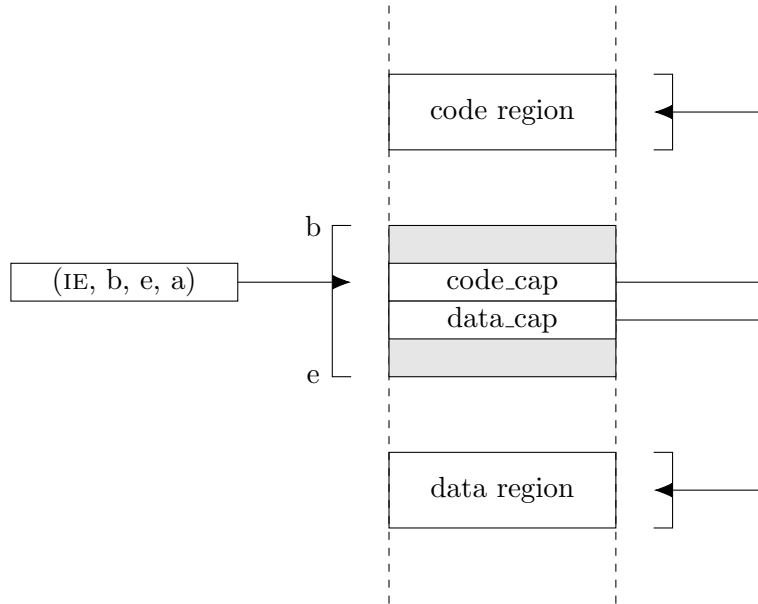 code region
b
(IE, b, e, a)
code_cap
data_cap
e
data region